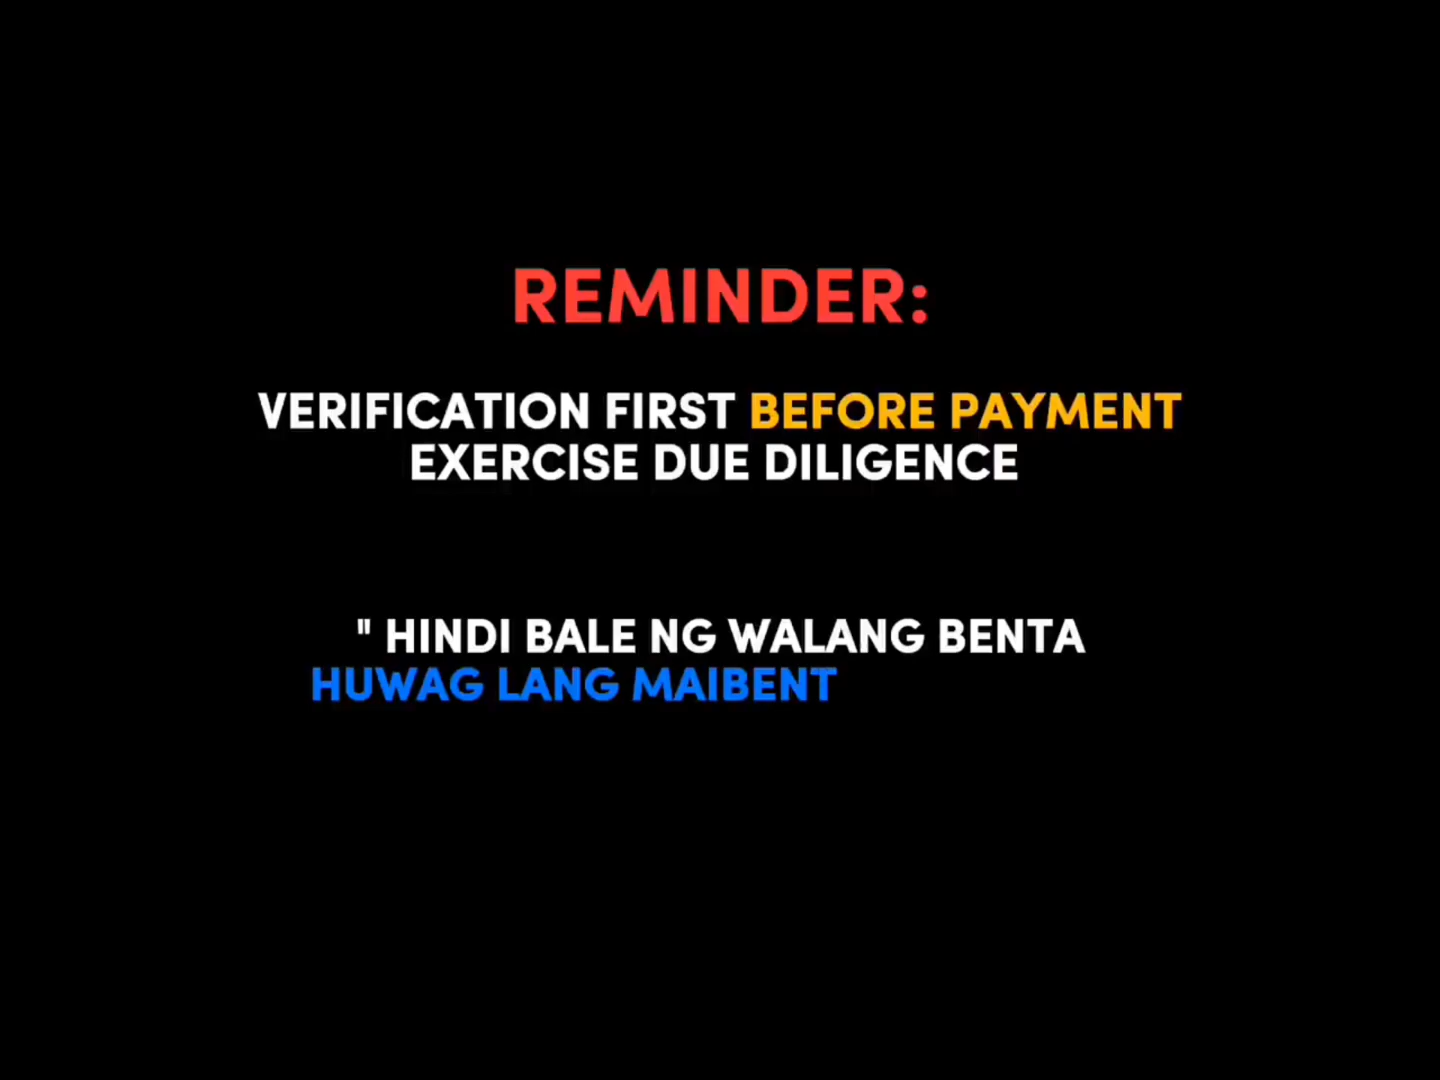 REMINDER:
VERIFICATION FIRST BEFORE PAYMENT
EXERCISE DUE DILIGENCE
" HINDI BALE NG WALANG BENTA
HUWAG LANG MAIBENT